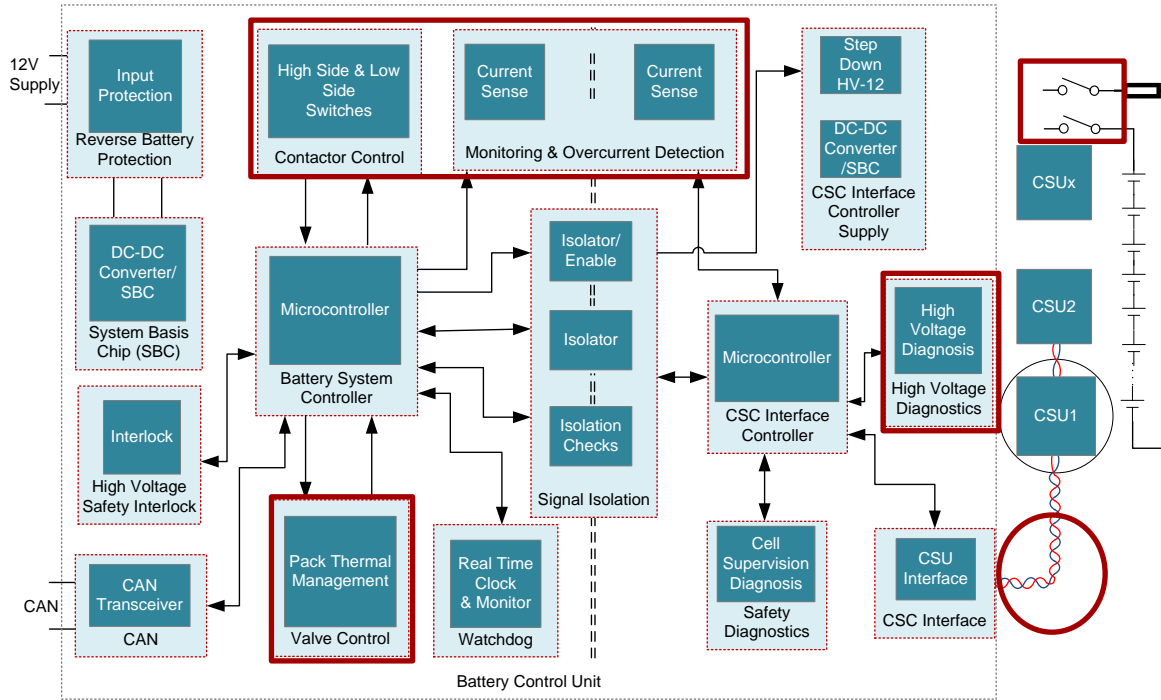 12V
Supply
Input
Protection
Reverse Battery
Protection
High Side & Low
Side
Switches
Contactor Control
Current
Sense
Current
Sense
Monitoring & Overcurrent Detection
Step
Down
HV-12
DC-DC
Converter
/SBC
CSC Interface
Controller
Supply
CSUx
DC-DC
Converter/
SBC
System Basis
Chip (SBC)
Microcontroller
Battery System
Controller
Isolator/
Enable
Isolator
Isolation
Checks
Signal Isolation
Microcontroller
CSC Interface
Controller
High
Voltage
Diagnosis
High Voltage
Diagnostics
CSU2
CSU1
Interlock
High Voltage
Safety Interlock
CAN
CAN
Transceiver
CAN
Pack Thermal
Management
Valve Control
Real Time
Clock
& Monitor
Watchdog
Cell
Supervision
Diagnosis
Safety
Diagnostics
CSU
Interface
CSC Interface
Battery Control Unit